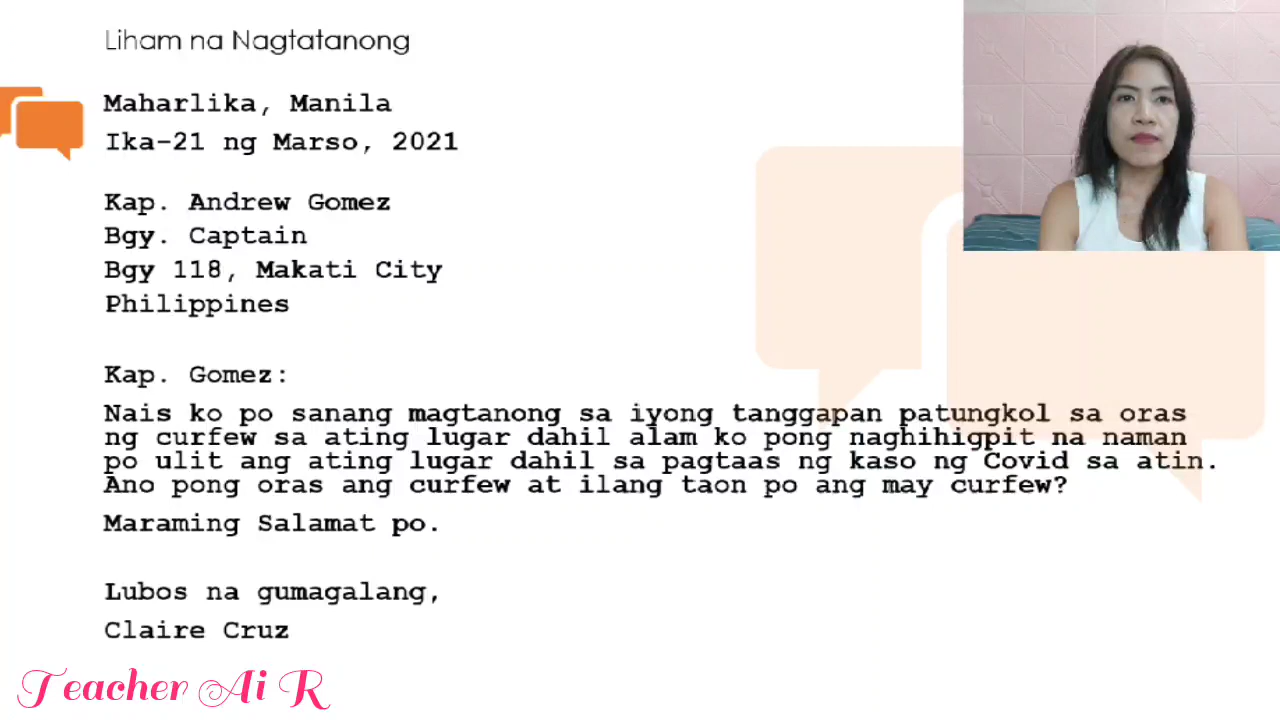 Liham na Nagtatanong
Maharlika, Manila
Ika-21 ng Marso, 2021
Kap. Andrew Gomez
Bgy. Captain
Bgy 118, Makati City
Philippines
Kap. Gomez:
Nais ko po sanang magtanong sa iyong tanggapan patungkol sa oras
ng curfew sa ating lugar dahil alam ko pong naghihigpit na naman
po ulit ang ating lugar dahil sa pagtaas ng kaso ng Covid sa atin.
Ano pong oras ang curfew at ilang taon po ang may curfew?
Maraming Salamat po.
Lubos na gumagalang,
Claire Cruz
Teacher Ai R